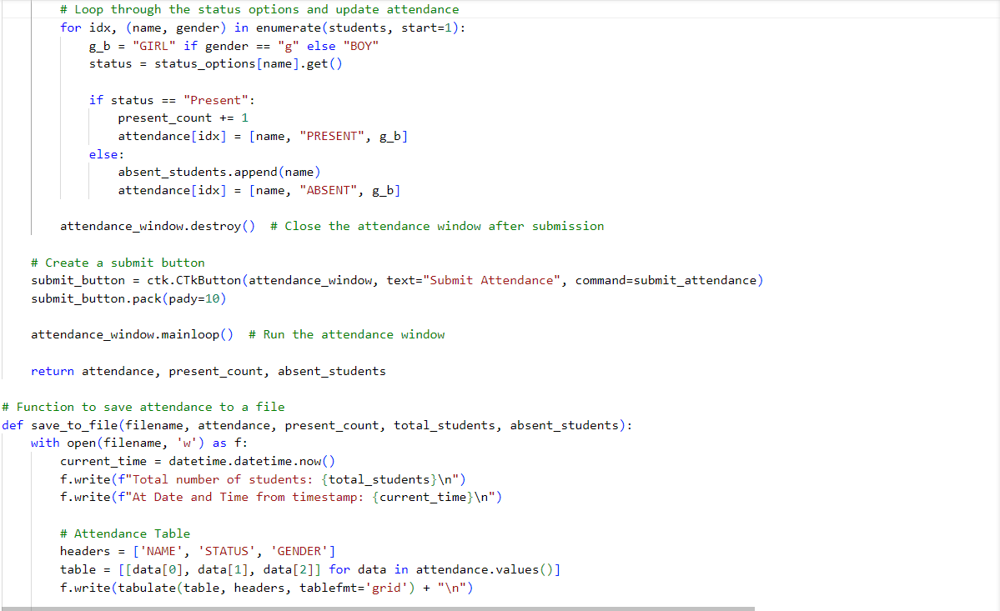 # Loop through the status options and update attendance
for idx, (name, gender) in enumerate(students, start=1):
g_b = "GIRL" if gender == "g" else "BOY"
status = status_options[name].get()
if status == "Present":
present_count += 1
attendance[idx] = [name, "PRESENT", g_b]
else:
absent_students.append(name)
attendance[idx] = [name, "ABSENT", g_b]
attendance_window.destroy()  # Close the attendance window after submission
# Create a submit button
submit_button = ctk.CTkButton(attendance_window, text="Submit Attendance", command=submit_attendance)
submit_button.pack(pady=10)
attendance_window.mainloop()  # Run the attendance window
return attendance, present_count, absent_students
# Function to save attendance to a file
def save_to_file(filename, attendance, present_count, total_students, absent_students):
with open(filename, 'w') as f:
current_time = datetime.datetime.now()
f.write(f"Total number of students: {total_students}\n")
f.write(f"At Date and Time from timestamp: {current_time}\n")
# Attendance Table
headers = ['NAME', 'STATUS', 'GENDER']
table = [[data[0], data[1], data[2]] for data in attendance.values()]
f.write(tabulate(table, headers, tablefmt='grid') + "\n")